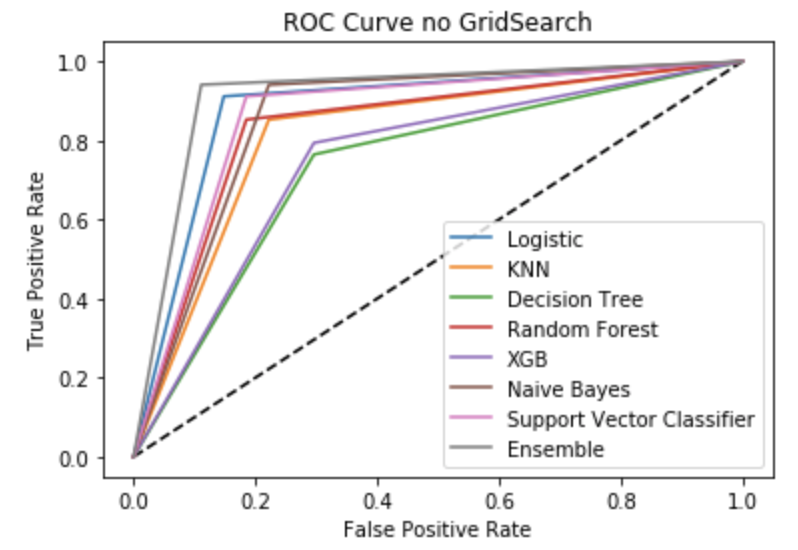 ROC Curve no GridSearch
1.0
0.8
0.6
0.4
0.2
0.0
True Positive Rate
Logistic
KNN
Decision Tree
Random Forest
XGB
Naive Bayes
Support Vector Classifier
Ensemble
0.0 0.2 0.4 0.6 0.8 1.0
False Positive Rate